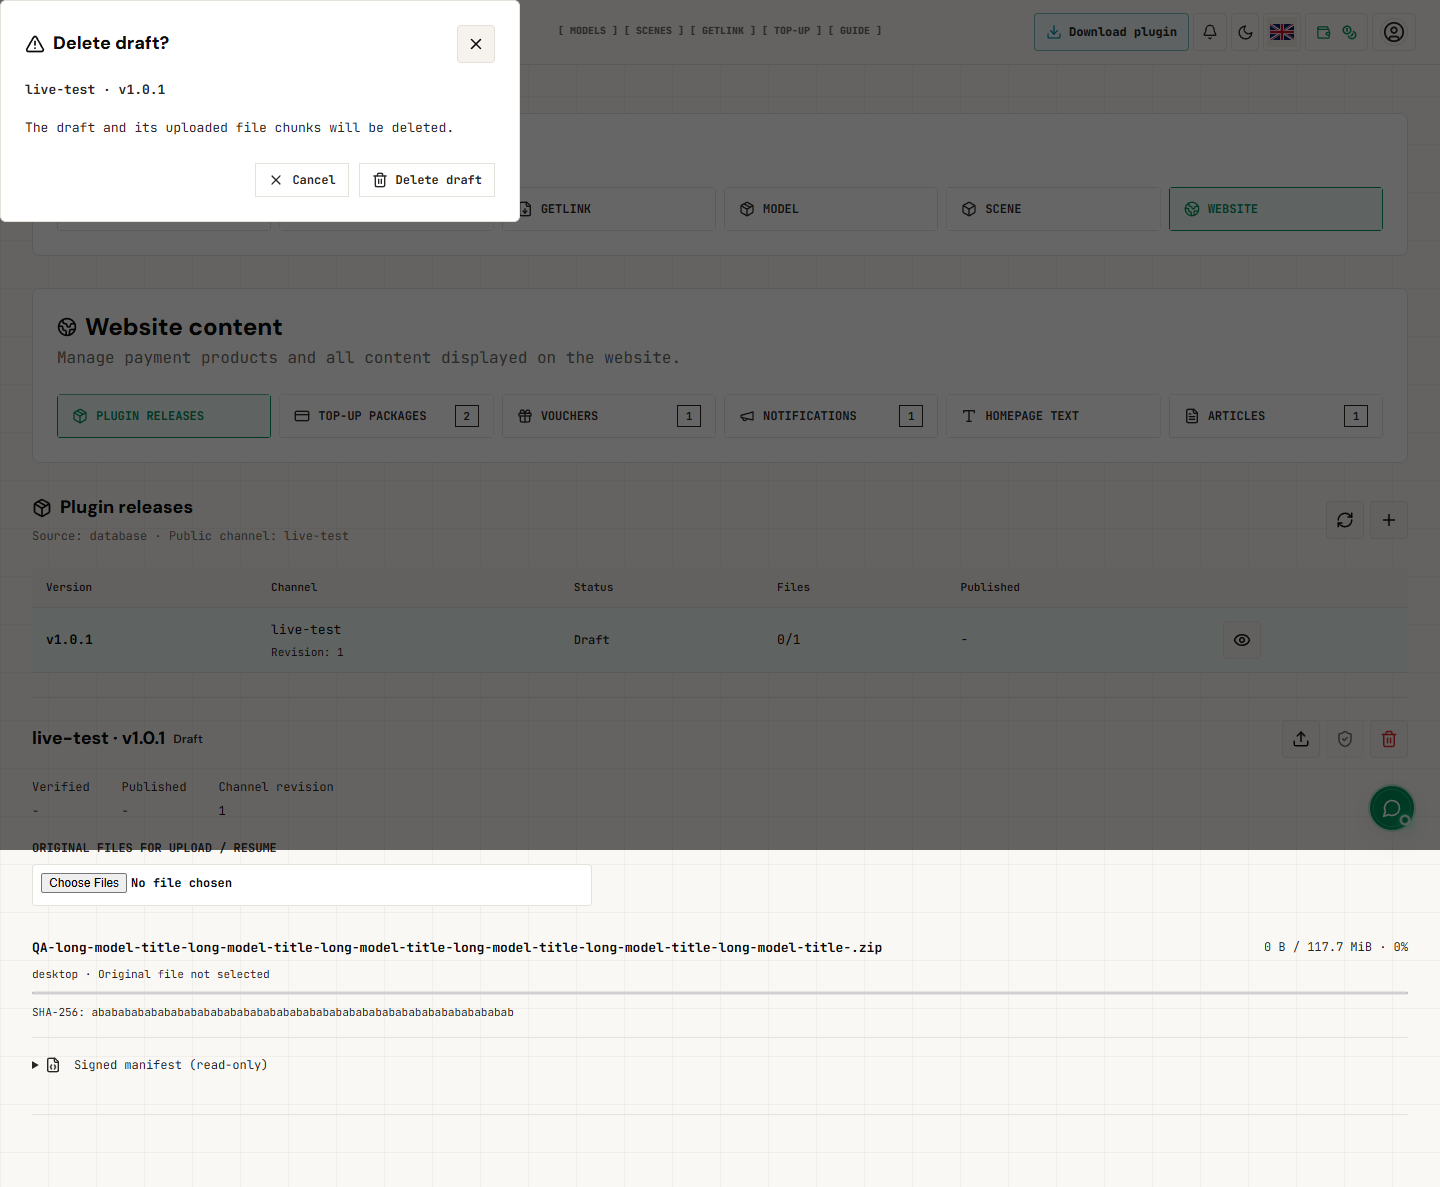 Delete draft?
live-test · v1.0.1
The draft and its uploaded file chunks will be deleted.
Cancel
Delete draft
[ MODELS ] [ SCENES ] [ GETLINK ] [ TOP-UP ] [ GUIDE ]
Download plugin
GETLINK
MODEL
SCENE
WEBSITE
Website content
Manage payment products and all content displayed on the website.
PLUGIN RELEASES
TOP-UP PACKAGES 2
VOUCHERS 1
NOTIFICATIONS 1
HOMEPAGE TEXT
ARTICLES 1
Plugin releases
Source: database · Public channel: live-test
Version Channel Status Files Published
v1.0.1 live-test Draft 0/1 -
Revision: 1
live-test · v1.0.1 Draft
Verified Published Channel revision
- - 1
ORIGINAL FILES FOR UPLOAD / RESUME
Choose Files No file chosen
QA-long-model-title-long-model-title-long-model-title-long-model-title-long-model-title-long-model-title-.zip
0 B / 117.7 MiB · 0%
desktop · Original file not selected
SHA-256: abababababababababababababababababababababababababababababababab
Signed manifest (read-only)